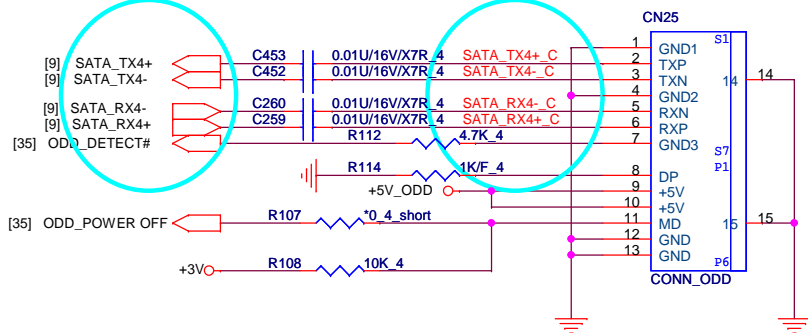 CN25
[9] SATA_TX4+ C453 0.01U/16V/X7R_4 SATA_TX4+_C 1 GND1 S1
[9] SATA_TX4- C452 0.01U/16V/X7R_4 SATA_TX4-_C 2 TXP
3 TXN 14 14
4 GND2
[9] SATA_RX4- C260 0.01U/16V/X7R_4 SATA_RX4-_C 5 RXN
[9] SATA_RX4+ C259 0.01U/16V/X7R_4 SATA_RX4+_C 6 RXP
[35] ODD_DETECT# R112 4.7K_4 7 GND3 S7
P1
R114 1K/F_4 8 DP
+5V_ODD 9 +5V
10 +5V
[35] ODD_POWER OFF R107 *0_4_short 11 MD 15 15
12 GND
+3V R108 10K_4 13 GND P6
CONN_ODD